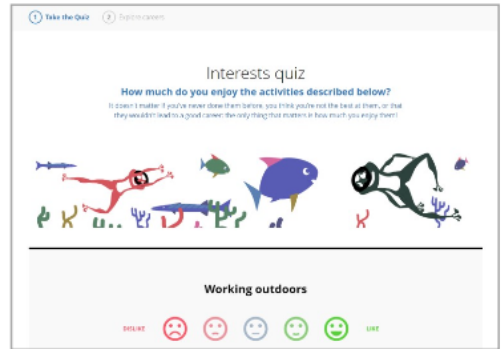 1 Take the Quiz 2 Explore careers
Interests quiz
How much do you enjoy the activities described below?
It doesn't matter if you've never done them before, you think you're not the best at them, or that
they wouldn't lead to a good career: the only thing that matters is how much you enjoy them!
Working outdoors
DISLIKE LIKE